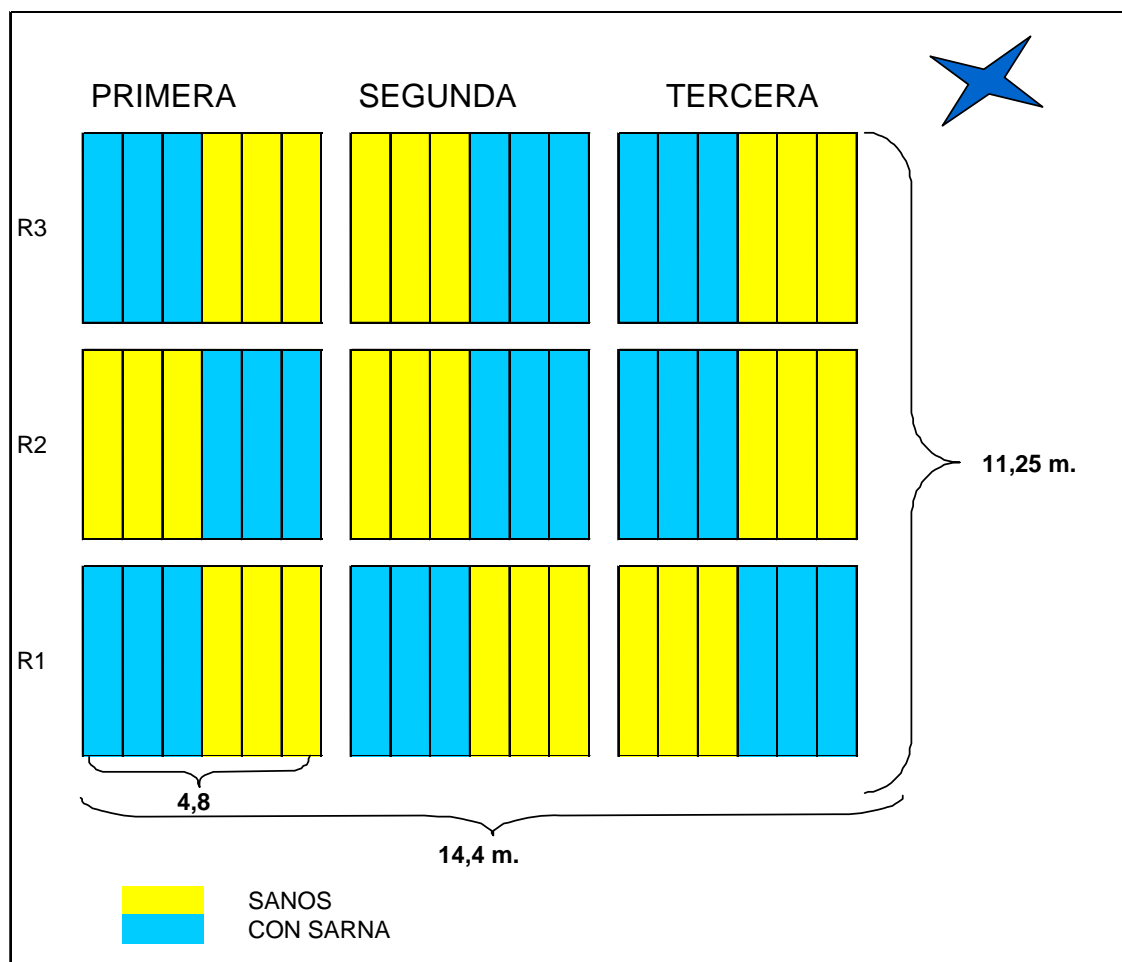 PRIMERA SEGUNDA TERCERA
R3
R2
11,25 m.
R1
4,8
14,4 m.
SANOS
CON SARNA